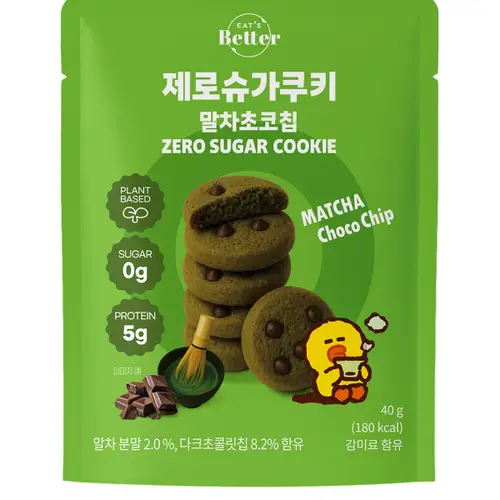 EAT'S
Better
제로슈가쿠키
말차초코칩
ZERO SUGAR COOKIE
PLANT
BASED
MATCHA
Choco Chip
SUGAR
0g
PROTEIN
5g
이미지 예
40 g
(180 kcal)
말차 분말 2.0 %, 다크초콜릿칩 8.2% 함유
감미료 함유